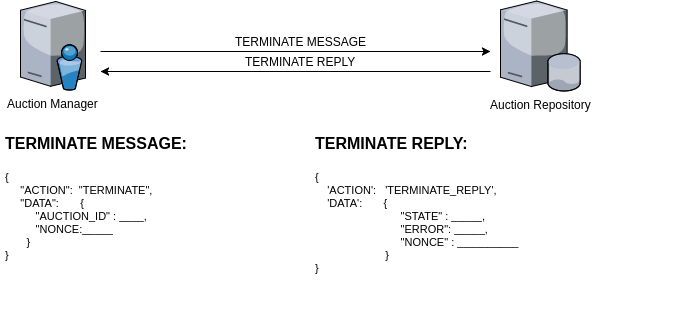 TERMINATE MESSAGE
TERMINATE REPLY
Auction Manager
Auction Repository
TERMINATE MESSAGE:
{
"ACTION": "TERMINATE",
"DATA": {
"AUCTION_ID" : ____,
"NONCE:_____
}
}
TERMINATE REPLY:
{
'ACTION': 'TERMINATE_REPLY',
'DATA': {
"STATE" : _____,
"ERROR": _____,
"NONCE" : __________
}
}